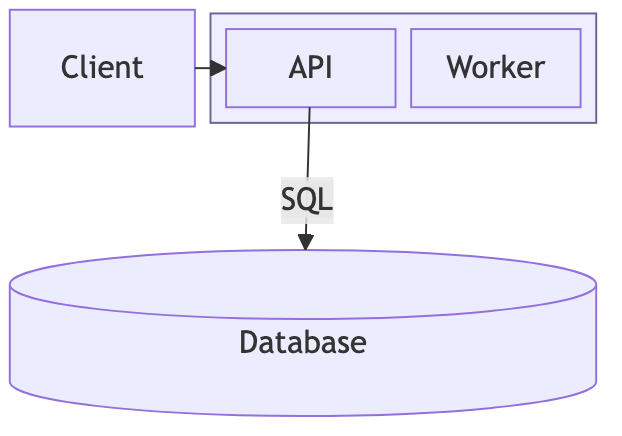 Client
API
Worker
SQL
Database